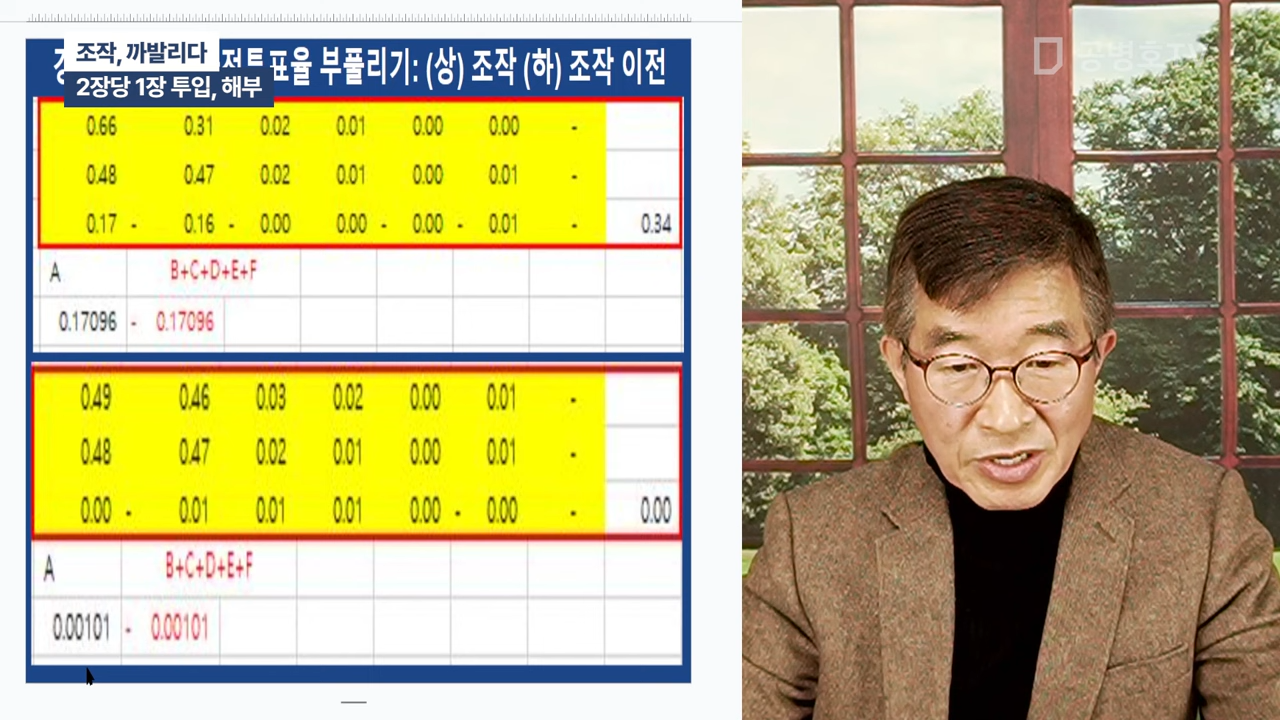 조작, 까발리다
2장당 1장 투입, 해부
부풀리기: (상) 조작 (하) 조작 이전
0.66 0.31 0.02 0.01 0.00 0.00 -
0.48 0.47 0.02 0.01 0.00 0.01 -
0.17 - 0.16 - 0.00 0.00 - 0.00 - 0.01 - 0.34
A B+C+D+E+F
0.17096 - 0.17096
0.49 0.46 0.03 0.02 0.00 0.01 -
0.48 0.47 0.02 0.01 0.00 0.01 -
0.00 - 0.01 0.01 0.01 0.00 - 0.00 - 0.00
A B+C+D+E+F
0.00101 - 0.00101
공병호TV